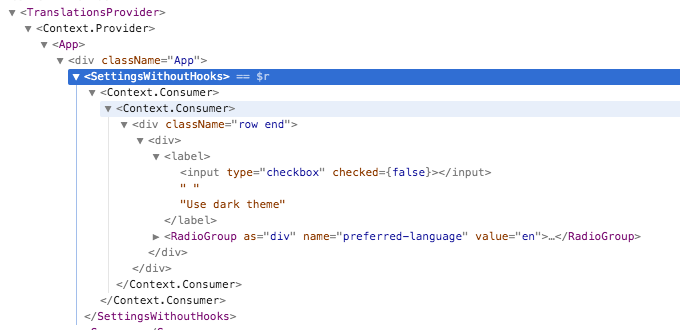 ▼ <TranslationsProvider>
▼ <Context.Provider>
▼ <App>
▼ <div className="App">
▼ <SettingsWithoutHooks> == $r
▼ <Context.Consumer>
▼ <Context.Consumer>
▼ <div className="row end">
▼ <div>
▼ <label>
<input type="checkbox" checked={false}></input>
" "
"Use dark theme"
</label>
▶ <RadioGroup as="div" name="preferred-language" value="en">…</RadioGroup>
</div>
</div>
</Context.Consumer>
</Context.Consumer>
</SettingsWithoutHooks>